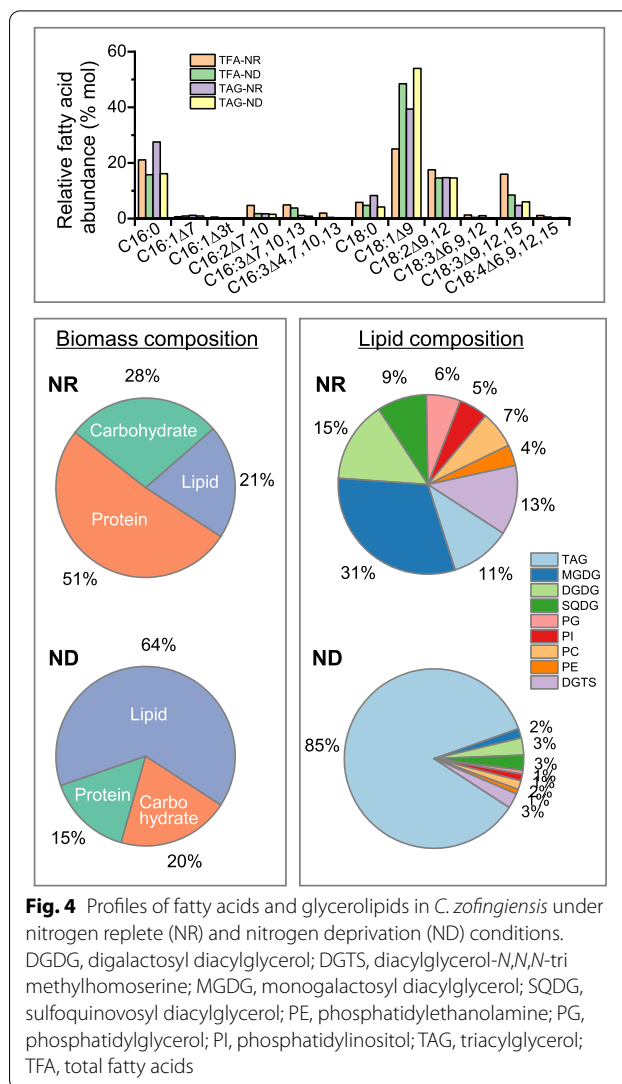 Relative fatty acid
abundance (% mol)
60
40
20
0
TFA-NR
TFA-ND
TAG-NR
TAG-ND
C16:0
C16:1Δ7
C16:1Δ3t
C16:2Δ7,10
C16:3Δ7,10,13
C16:3Δ4,7,10,13
C18:0
C18:1Δ9
C18:2Δ9,12
C18:3Δ6,9,12
C18:3Δ9,12,15
C18:4Δ6,9,12,15
Biomass composition
NR
28%
Carbohydrate
Lipid
21%
Protein
51%
ND
64%
Lipid
Protein
Carbo
hydrate
15%
20%
Lipid composition
NR
9%
6%
5%
7%
4%
13%
11%
31%
15%
TAG
MGDG
DGDG
SQDG
PG
PI
PC
PE
DGTS
ND
85%
2%
3%
3%
1%
1%
2%
1%
3%
Fig. 4 Profiles of fatty acids and glycerolipids in C. zofingiensis under
nitrogen replete (NR) and nitrogen deprivation (ND) conditions.
DGDG, digalactosyl diacylglycerol; DGTS, diacylglycerol-N,N,N-tri
methylhomoserine; MGDG, monogalactosyl diacylglycerol; SQDG,
sulfoquinovosyl diacylglycerol; PE, phosphatidylethanolamine; PG,
phosphatidylglycerol; PI, phosphatidylinositol; TAG, triacylglycerol;
TFA, total fatty acids